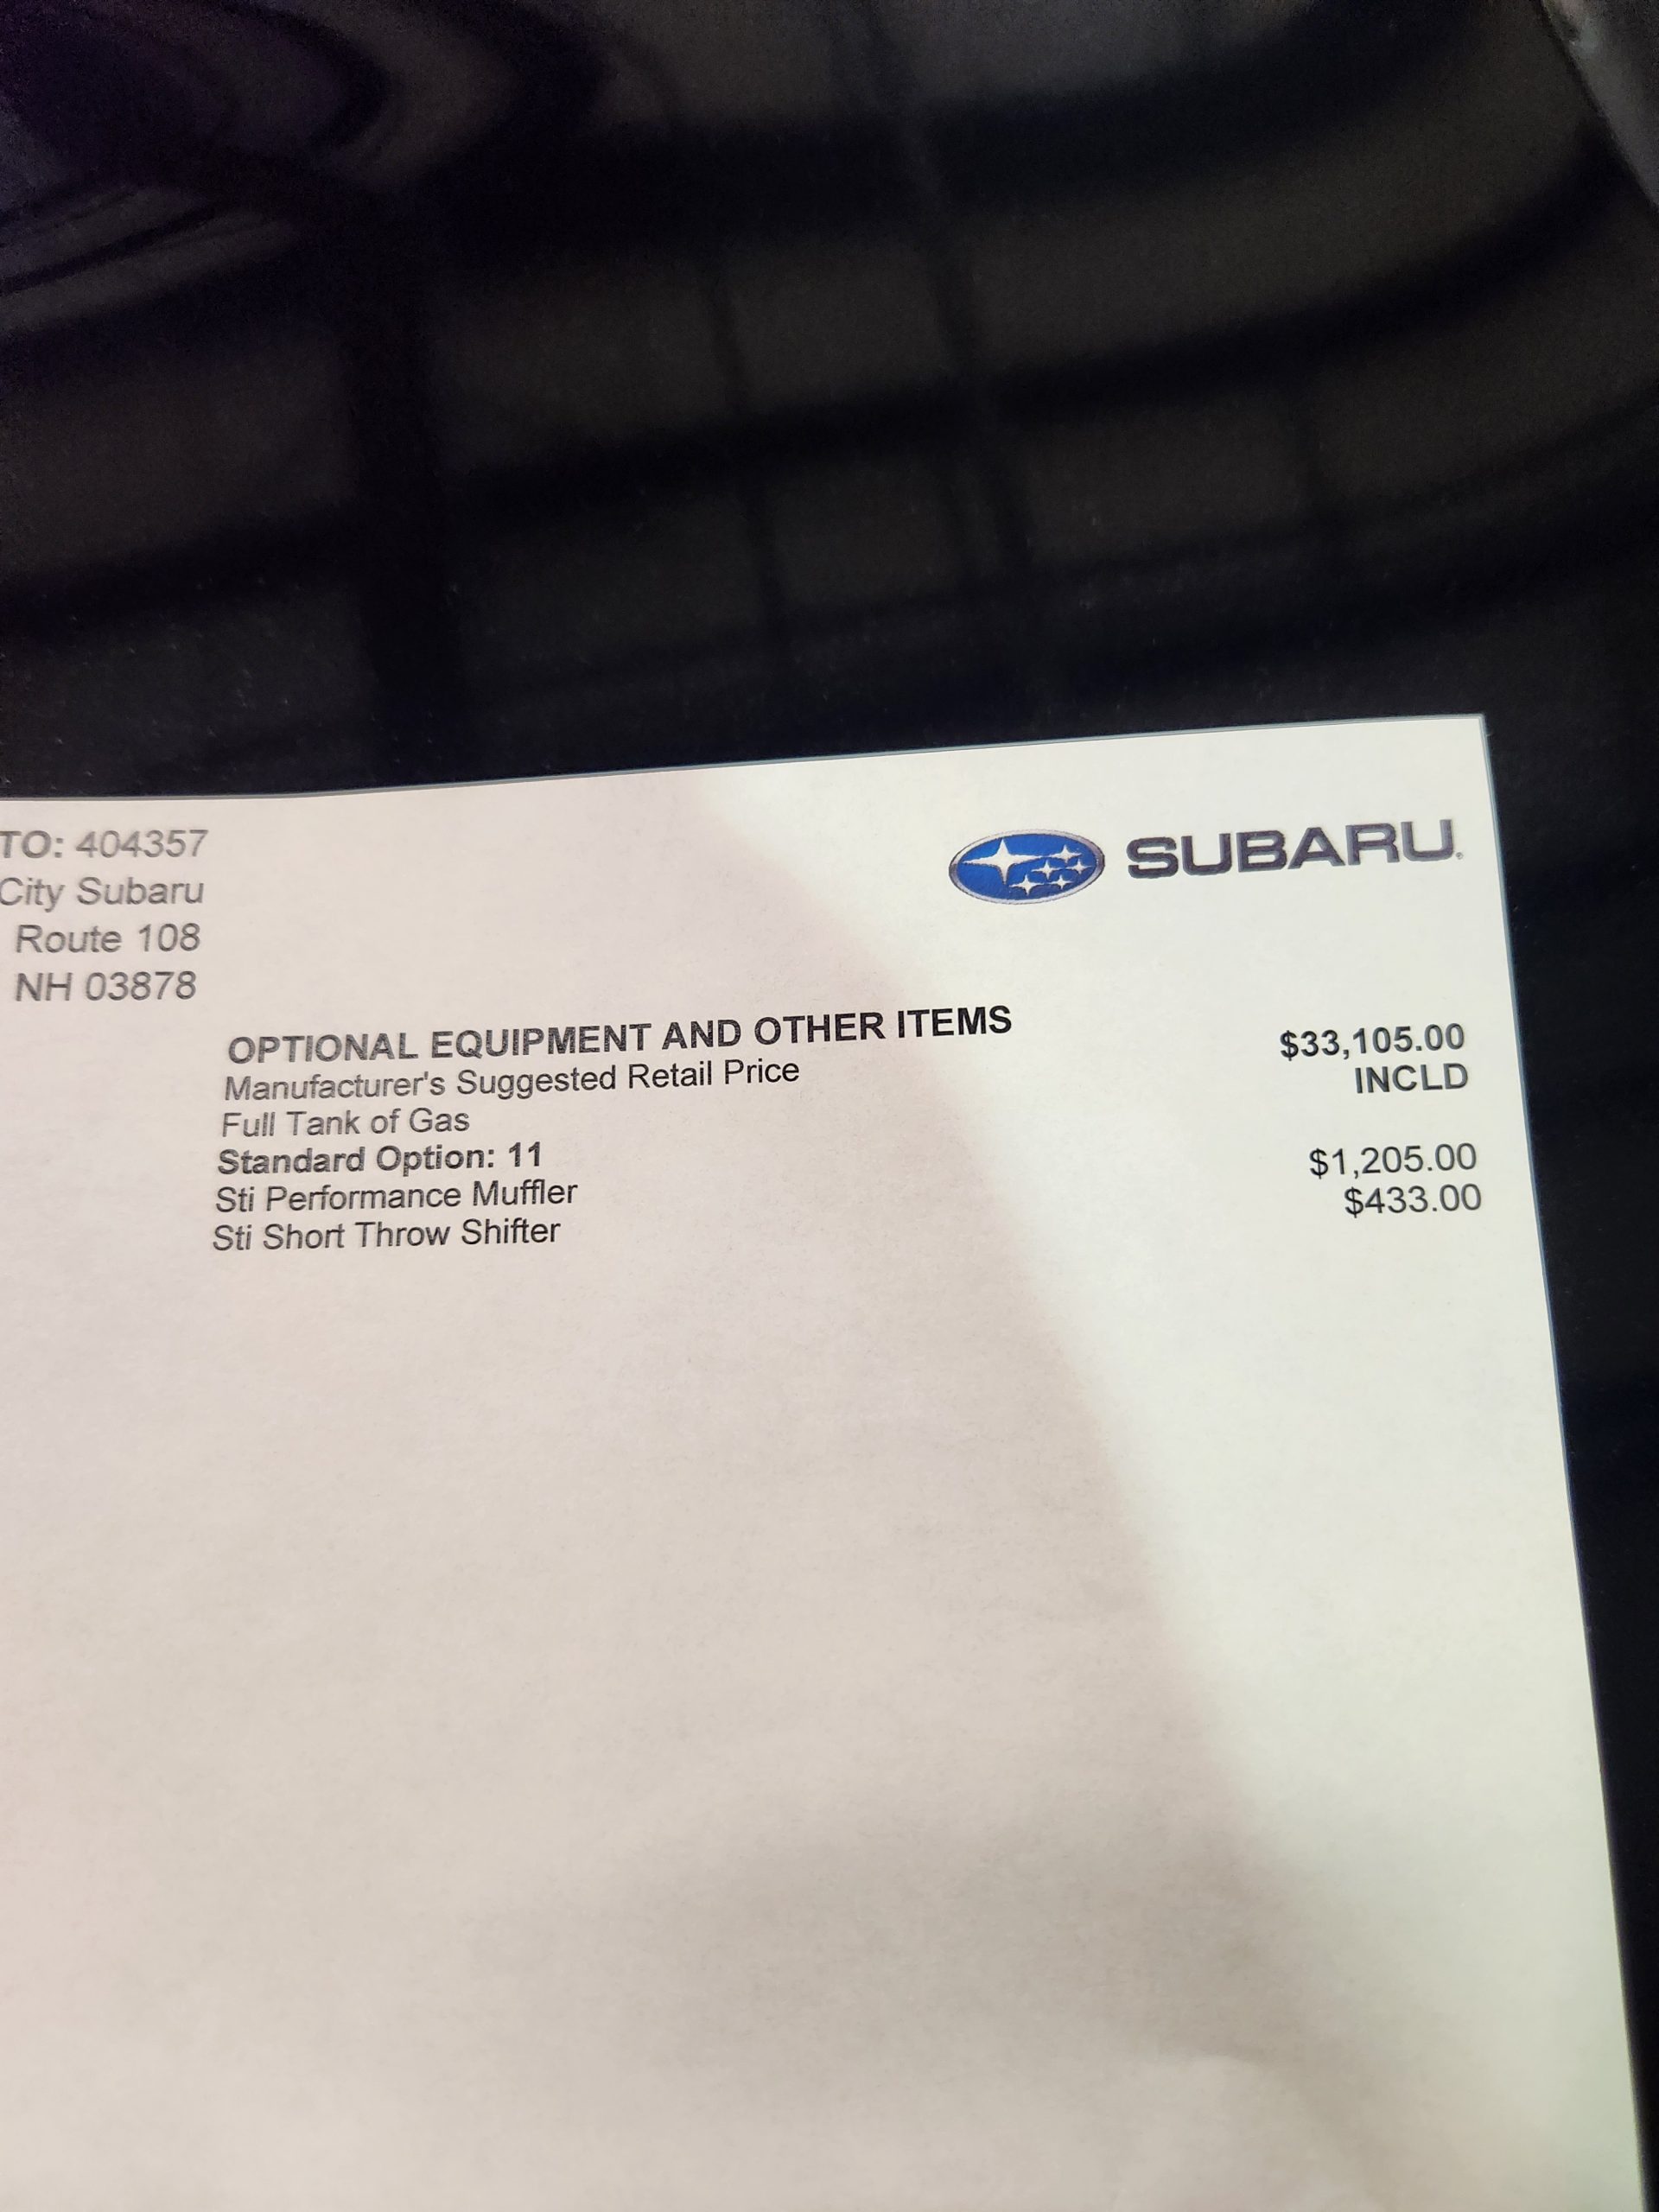 TO: 404357
City Subaru
Route 108
NH 03878
SUBARU
OPTIONAL EQUIPMENT AND OTHER ITEMS
Manufacturer's Suggested Retail Price $33,105.00
Full Tank of Gas INCLD
Standard Option: 11
Sti Performance Muffler $1,205.00
Sti Short Throw Shifter $433.00